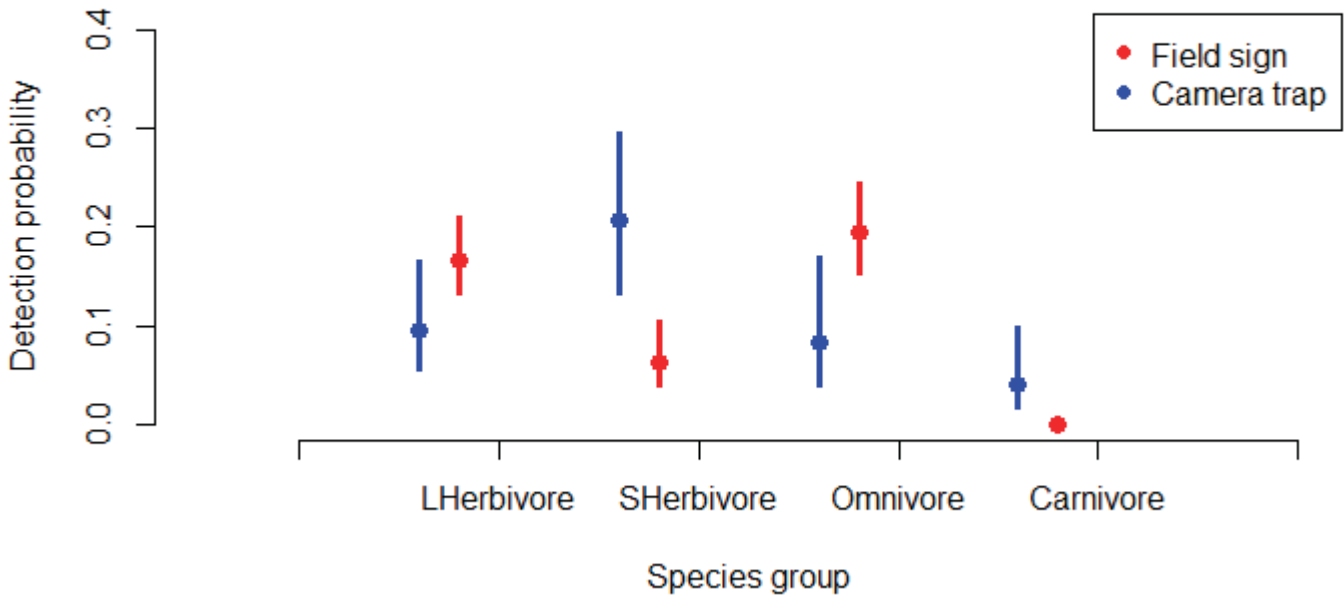 Field sign
Camera trap
Detection probability
0.4
0.3
0.2
0.1
0.0
LHerbivore SHerbivore Omnivore Carnivore
Species group